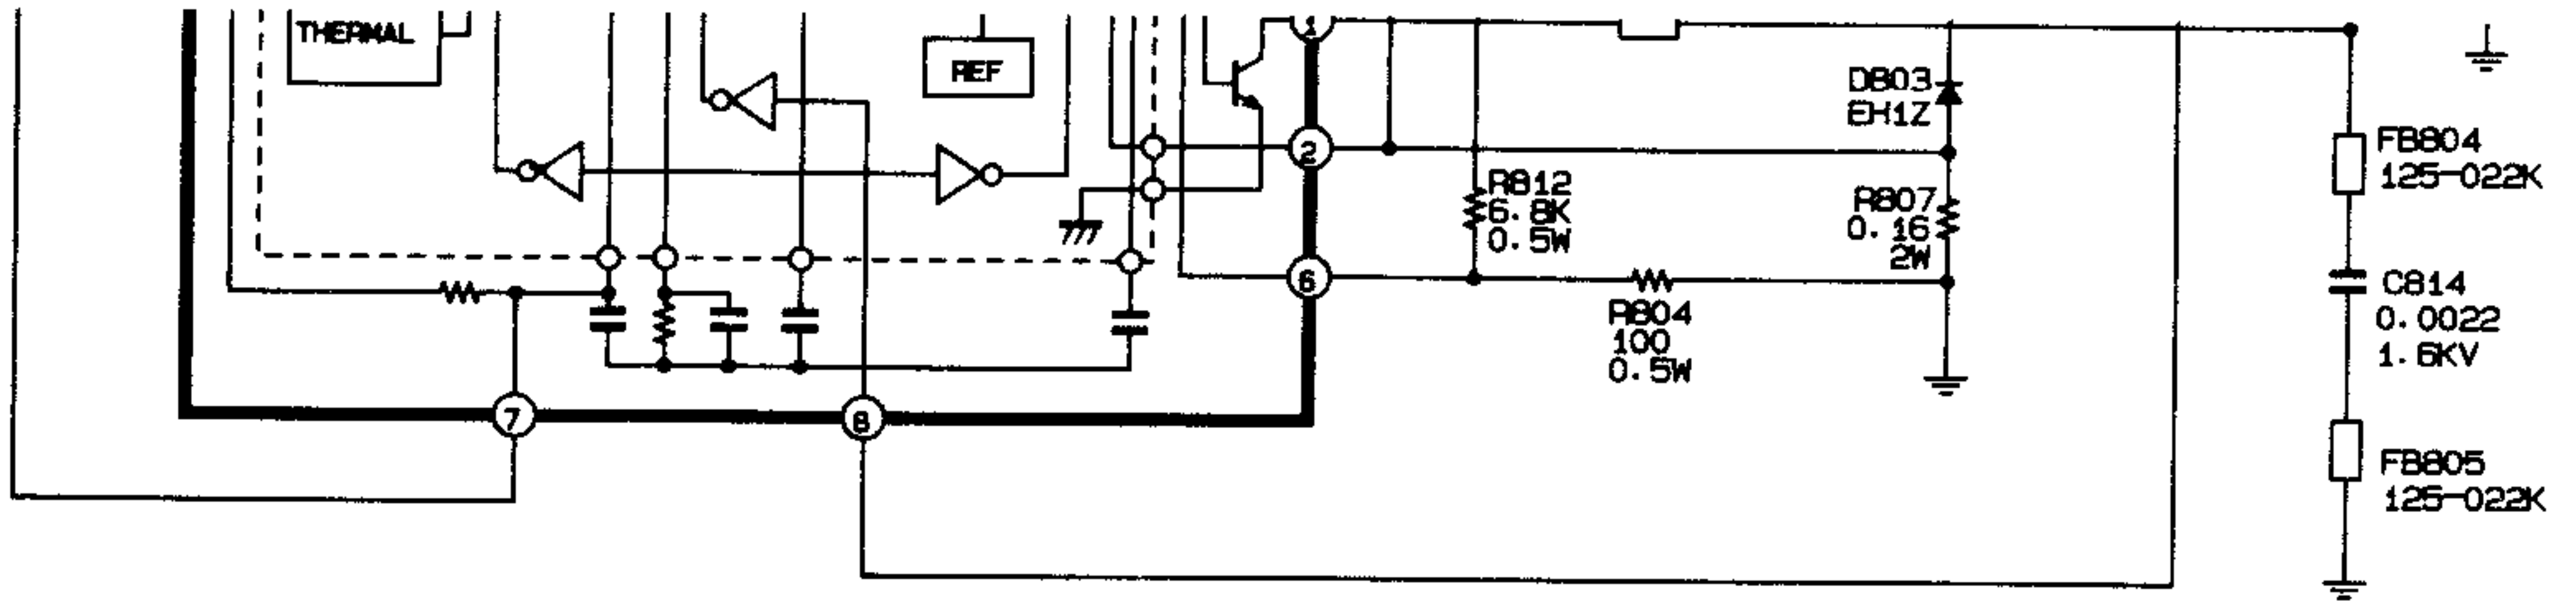 THERMAL
REF
1
2
6
7
8
D803
EH1Z
R812
6.8K
0.5W
R807
0.16
2W
R804
100
0.5W
FB804
125-022K
C814
0.0022
1.6KV
FB805
125-022K